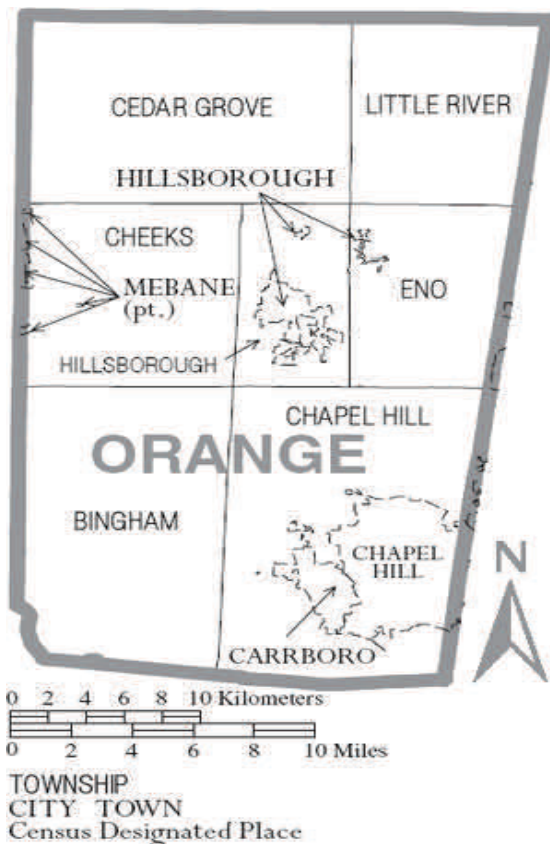 CEDAR GROVE
LITTLE RIVER
HILLSBOROUGH
CHEEKS
MEBANE
(pt.)
ENO
HILLSBOROUGH
CHAPEL HILL
ORANGE
BINGHAM
CHAPEL
HILL
N
CARRBORO
0 2 4 6 8 10 Kilometers
0 2 4 6 8 10 Miles
TOWNSHIP
CITY TOWN
Census Designated Place